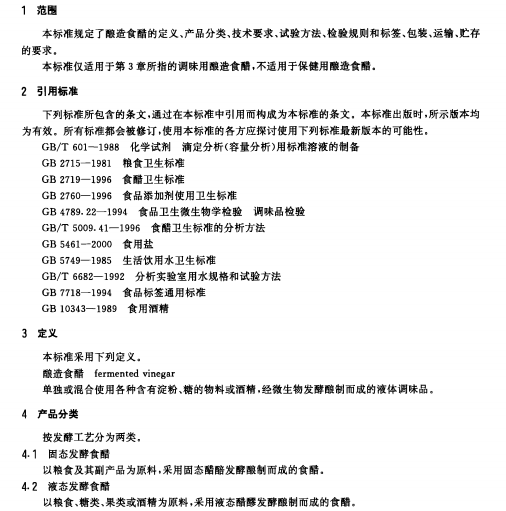 1 范围
本标准规定了酿造食醋的定义、产品分类、技术要求、试验方法、检验规则和标签、包装、运输、贮存
的要求。
本标准仅适用于第 3 章所指的调味用酿造食醋,不适用于保健用酿造食醋。
2 引用标准
下列标准所包含的条文,通过在本标准中引用而构成为本标准的条文。本标准出版时,所示版本均
为有效。所有标准都会被修订,使用本标准的各方应探讨使用下列标准最新版本的可能性。
GB/T 601—1988 化学试剂 滴定分析(容量分析)用标准溶液的制备
GB 2715—1981 粮食卫生标准
GB 2719—1996 食醋卫生标准
GB 2760—1996 食品添加剂使用卫生标准
GB 4789.22—1994 食品卫生微生物学检验 调味品检验
GB/T 5009.41—1996 食醋卫生标准的分析方法
GB 5461—2000 食用盐
GB 5749—1985 生活饮用水卫生标准
GB/T 6682—1992 分析实验室用水规格和试验方法
GB 7718—1994 食品标签通用标准
GB 10343—1989 食用酒精
3 定义
本标准采用下列定义。
酿造食醋 fermented vinegar
单独或混合使用各种含有淀粉、糖的物料或酒精,经微生物发酵酿制而成的液体调味品。
4 产品分类
按发酵工艺分为两类。
4.1 固态发酵食醋
以粮食及其副产品为原料,采用固态醋醅发酵酿制而成的食醋。
4.2 液态发酵食醋
以粮食、糖类、果类或酒精为原料,采用液态醋醪发酵酿制而成的食醋。